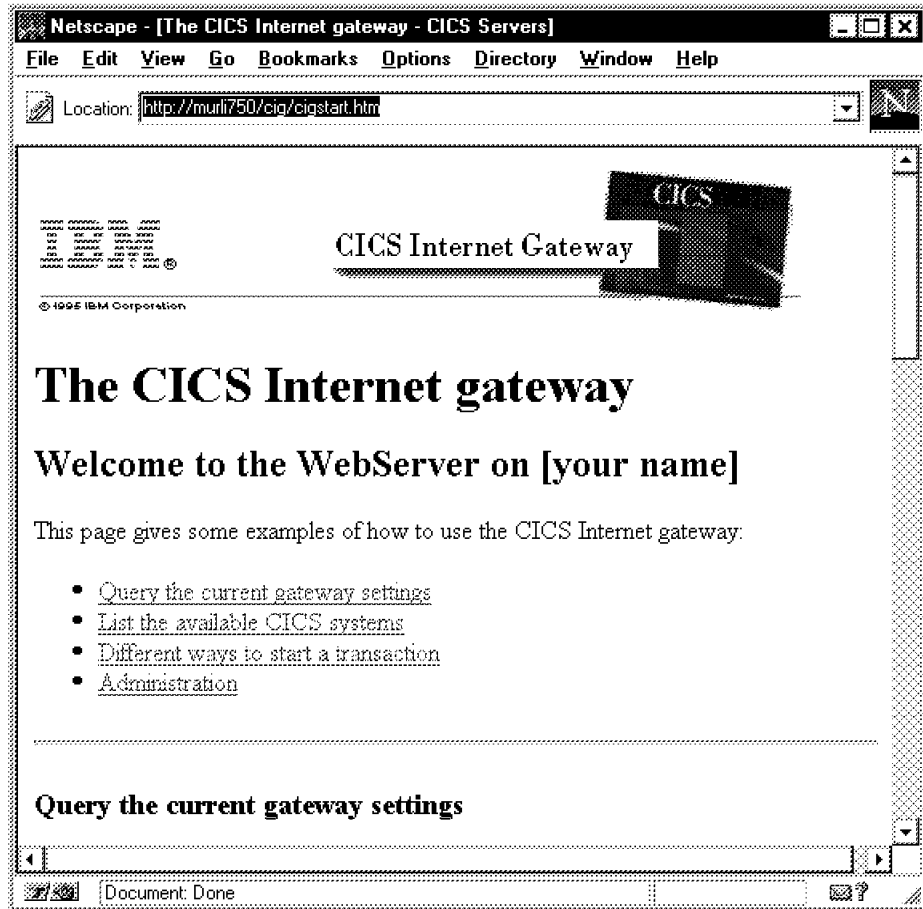 Netscape - [The CICS Internet gateway - CICS Servers]
File Edit View Go Bookmarks Options Directory Window Help
Location: http://murli750/cig/cigstart.htm
N
CICS
IBM®
CICS Internet Gateway
© 1995 IBM Corporation
The CICS Internet gateway
Welcome to the WebServer on [your name]
This page gives some examples of how to use the CICS Internet gateway:
• Query the current gateway settings
• List the available CICS systems
• Different ways to start a transaction
• Administration
Query the current gateway settings
Document: Done
?